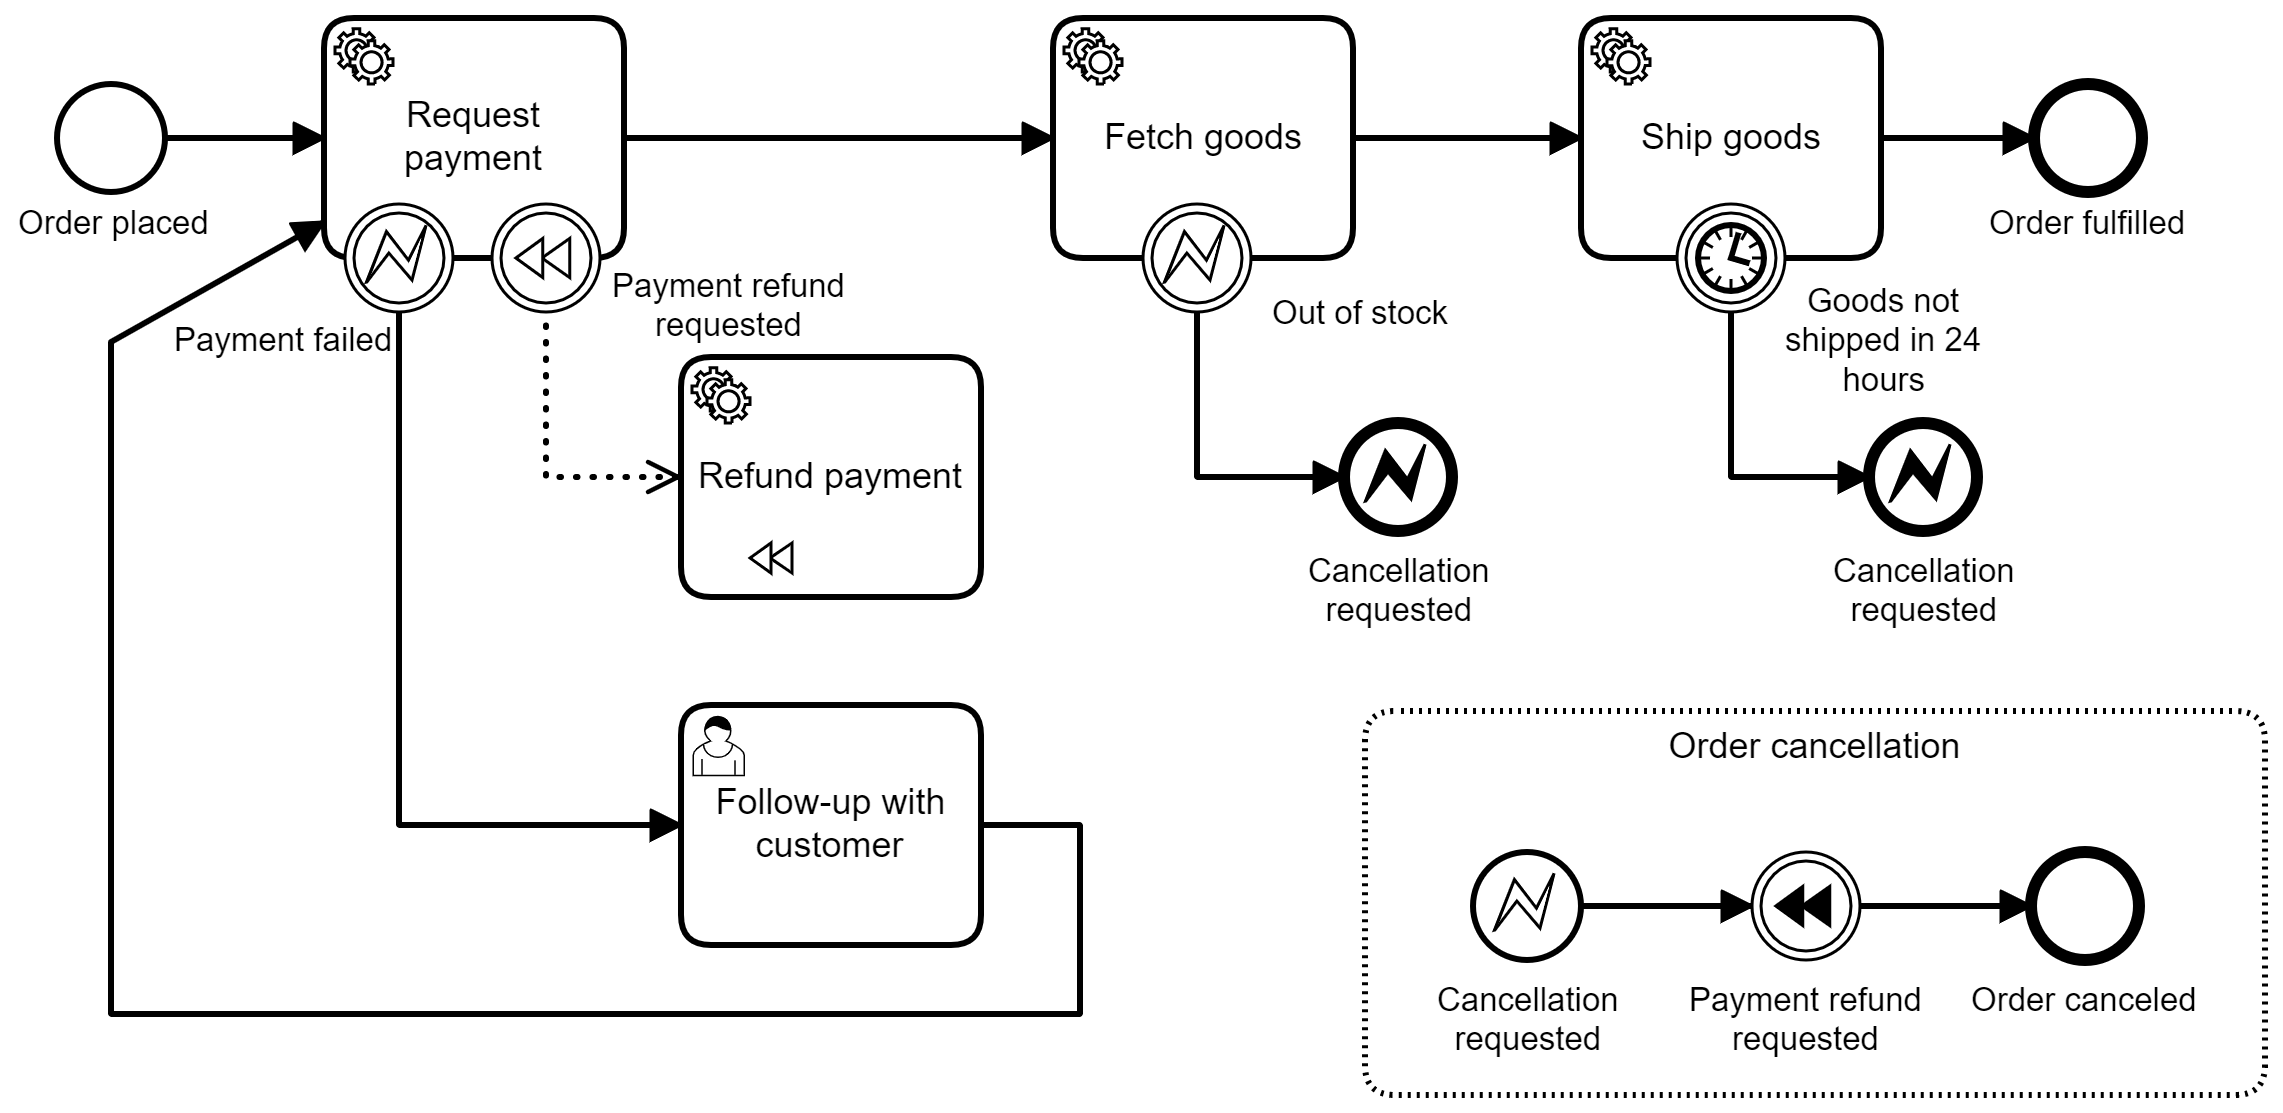 Request
payment
Fetch goods
Ship goods
Order placed
Order fulfilled
Payment failed
Payment refund
requested
Out of stock
Goods not
shipped in 24
hours
Refund payment
Cancellation
requested
Cancellation
requested
Follow-up with
customer
Order cancellation
Cancellation
requested
Payment refund
requested
Order canceled